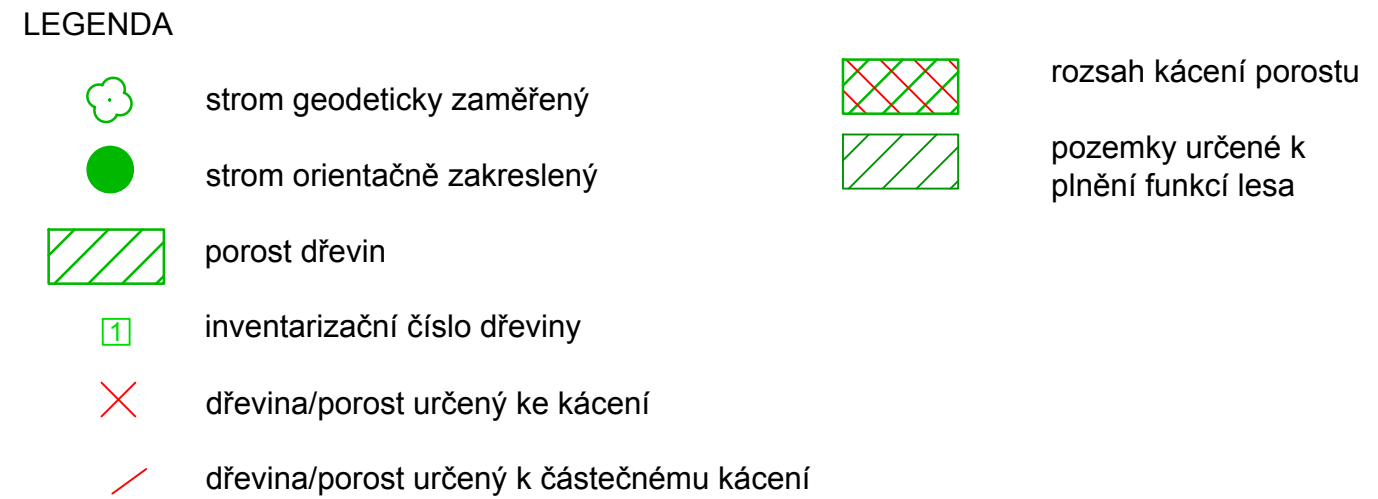 LEGENDA
strom geodeticky zaměřený
strom orientačně zakreslený
porost dřevin
1
inventarizační číslo dřeviny
dřevina/porost určený ke kácení
dřevina/porost určený k částečnému kácení
rozsah kácení porostu
pozemky určené k
plnění funkcí lesa